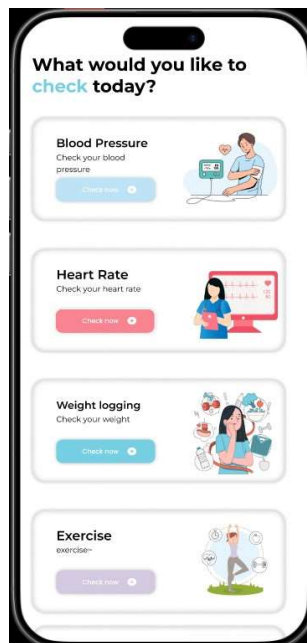 What would you like to
check today?
Blood Pressure
Check your blood
pressure
Check now
Heart Rate
Check your heart rate
Check now
Weight logging
Check your weight
Check now
Exercise
exercise~
Check now